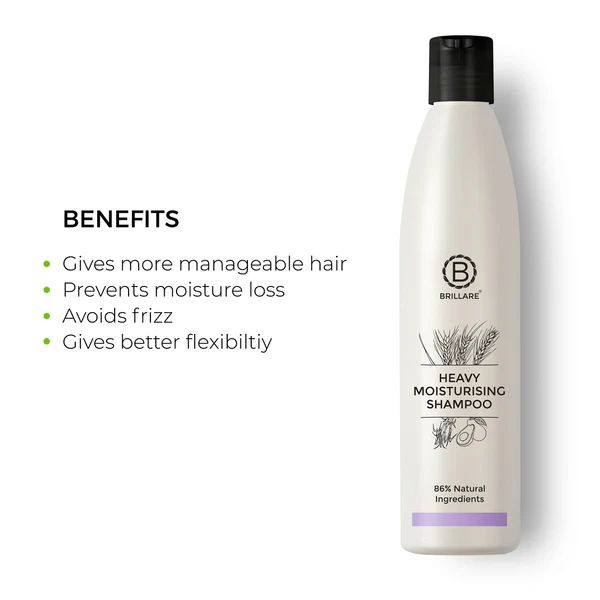 BENEFITS
Gives more manageable hair
Prevents moisture loss
Avoids frizz
Gives better flexibiltiy
B
BRILLARE®
HEAVY
MOISTURISING
SHAMPOO
86% Natural
Ingredients